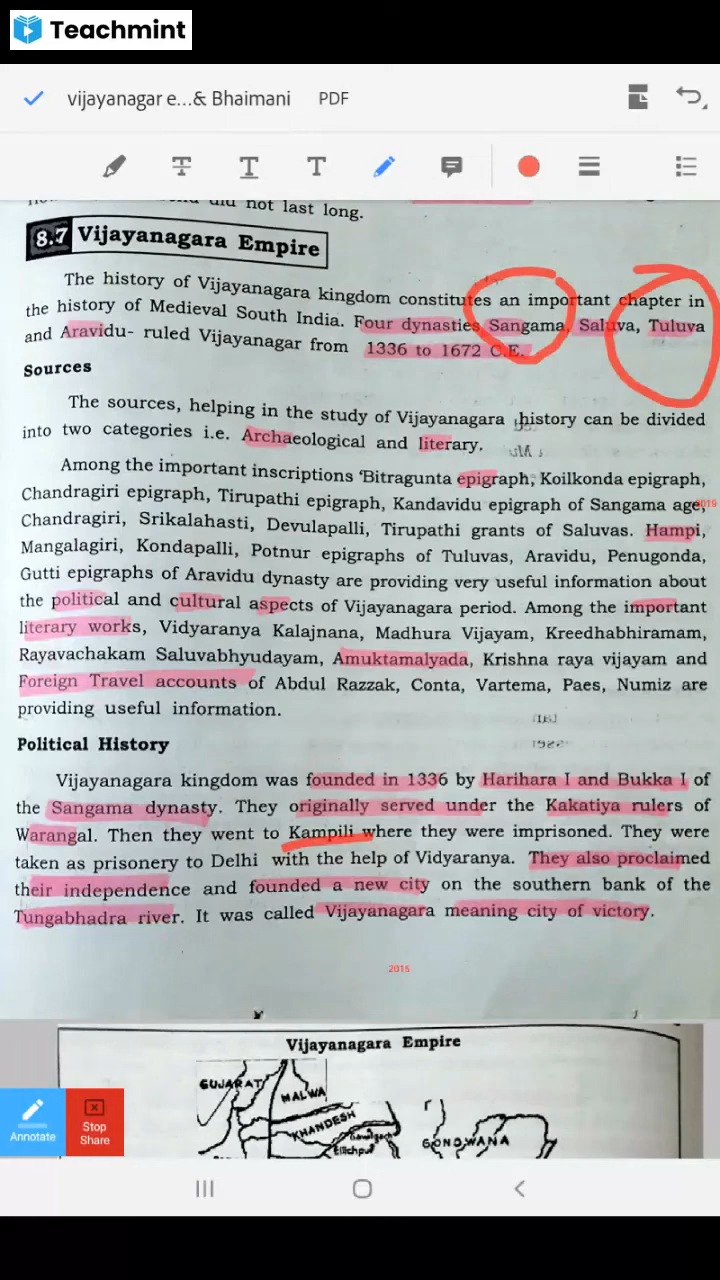 Teachmint
vijayanagar e...& Bhaimani PDF
did not last long.
8.7 Vijayanagara Empire
The history of Vijayanagara kingdom constitutes an important chapter in
the history of Medieval South India. Four dynasties Sangama, Saluva, Tuluva
and Aravidu- ruled Vijayanagar from 1336 to 1672 C.E.
Sources
The sources, helping in the study of Vijayanagara history can be divided
into two categories i.e. Archaeological and literary.
Among the important inscriptions 'Bitragunta epigraph, Koilkonda epigraph,
Chandragiri epigraph, Tirupathi epigraph, Kandavidu epigraph of Sangama age,
2019
Chandragiri, Srikalahasti, Devulapalli, Tirupathi grants of Saluvas. Hampi,
Mangalagiri, Kondapalli, Potnur epigraphs of Tuluvas, Aravidu, Penugonda,
Gutti epigraphs of Aravidu dynasty are providing very useful information about
the political and cultural aspects of Vijayanagara period. Among the important
literary works, Vidyaranya Kalajnana, Madhura Vijayam, Kreedhabhiramam,
Rayavachakam Saluvabhyudayam, Amuktamalyada, Krishna raya vijayam and
Foreign Travel accounts of Abdul Razzak, Conta, Vartema, Paes, Numiz are
providing useful information.
Political History
Vijayanagara kingdom was founded in 1336 by Harihara I and Bukka I of
the Sangama dynasty. They originally served under the Kakatiya rulers of
Warangal. Then they went to Kampili where they were imprisoned. They were
taken as prisonery to Delhi with the help of Vidyaranya. They also proclaimed
their independence and founded a new city on the southern bank of the
Tungabhadra river. It was called Vijayanagara meaning city of victory.
2015
Vijayanagara Empire
GUJARAT
MALWA
KHANDESH
GONDWANA
Ellichpur
Annotate
Stop
Share